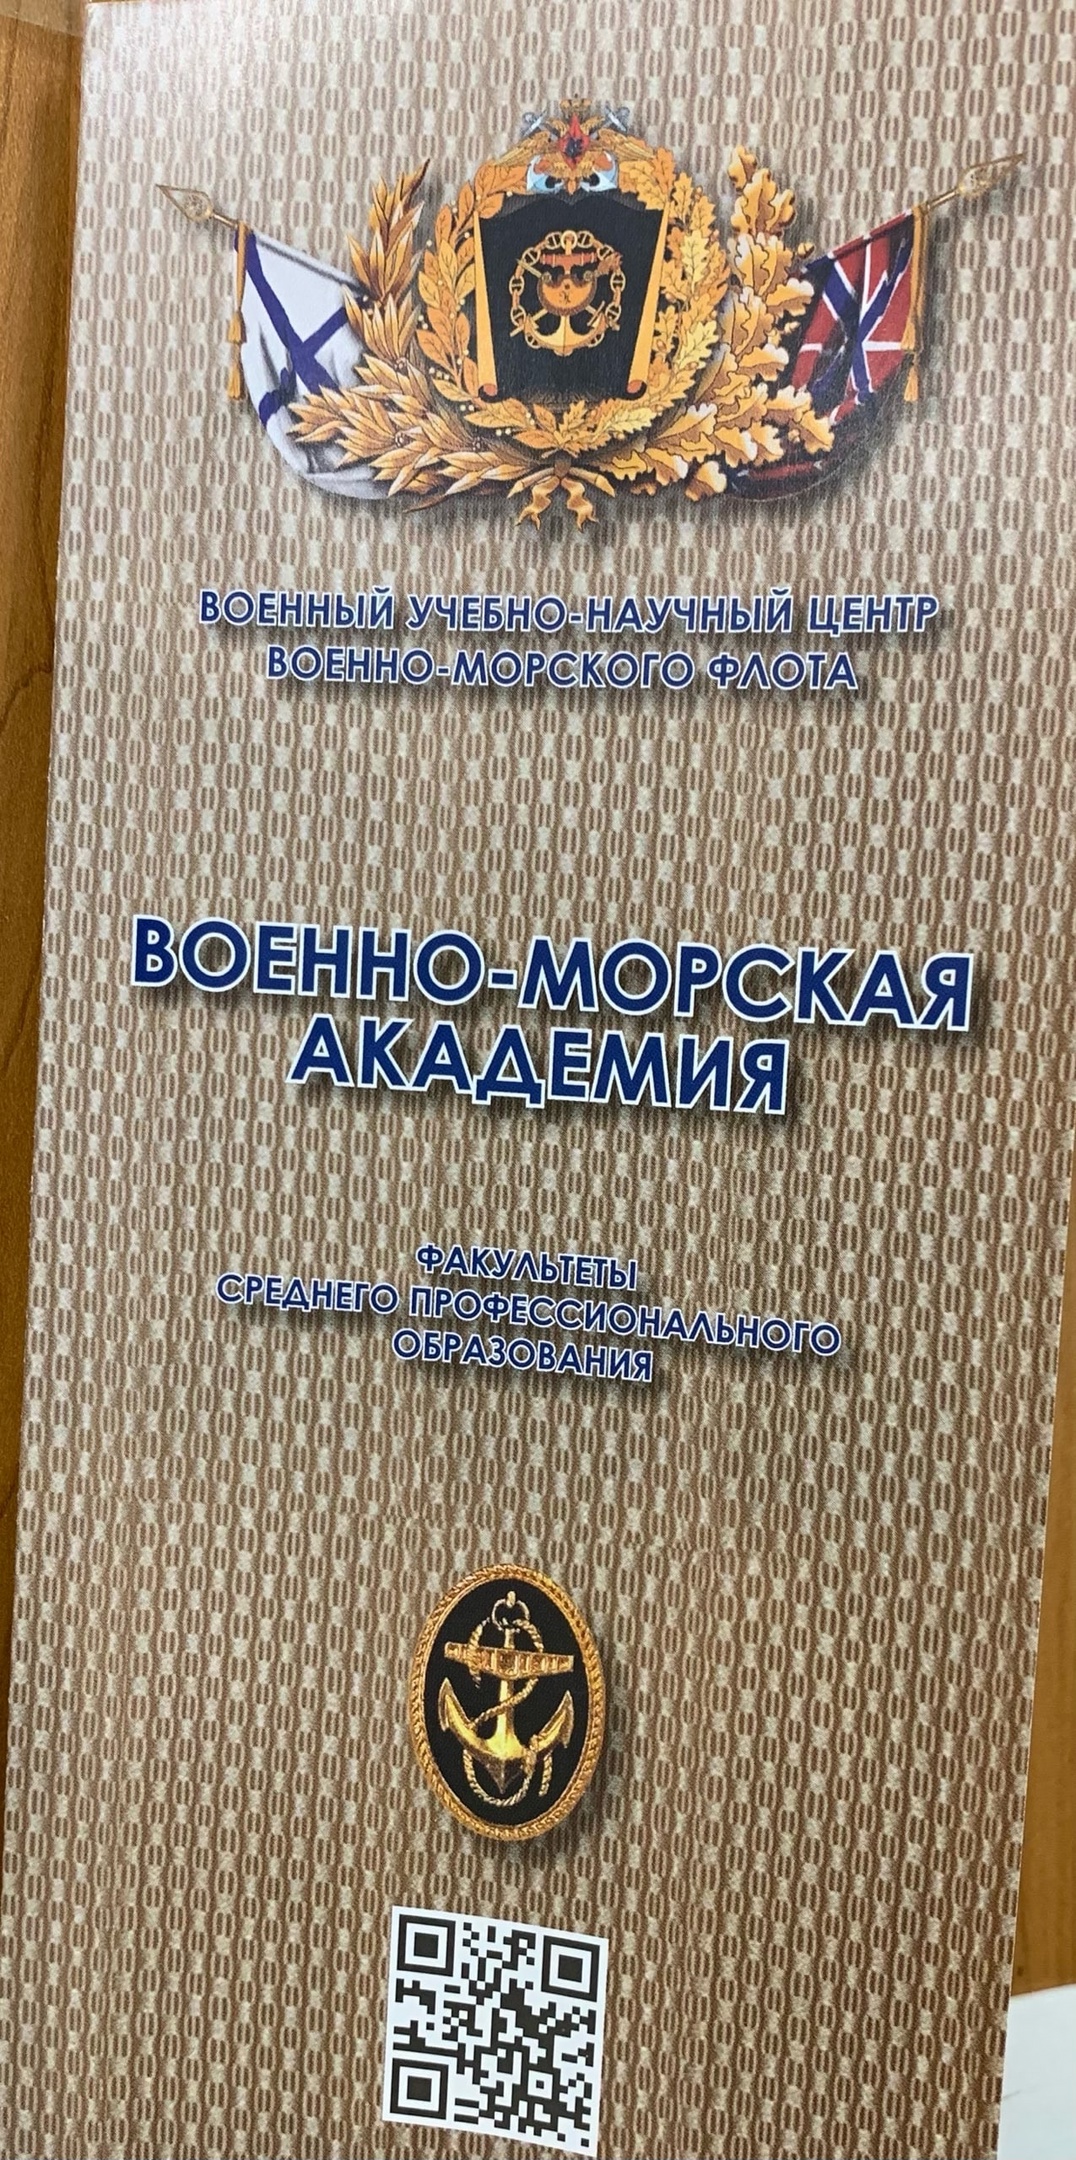 ВОЕННЫЙ УЧЕБНО-НАУЧНЫЙ ЦЕНТР
ВОЕННО-МОРСКОГО ФЛОТА
ВОЕННО-МОРСКАЯ
АКАДЕМИЯ
ФАКУЛЬТЕТЫ
СРЕДНЕГО ПРОФЕССИОНАЛЬНОГО
ОБРАЗОВАНИЯ